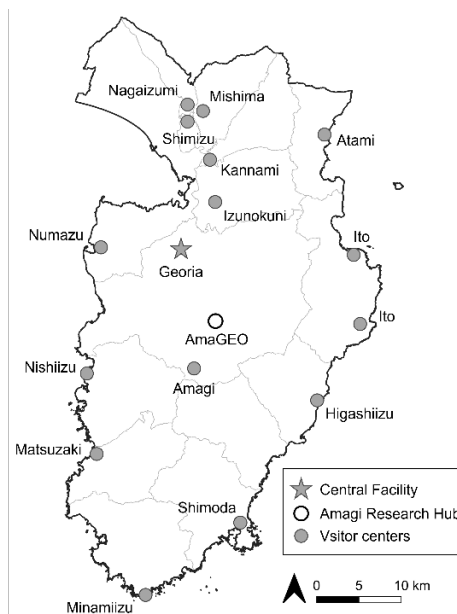 Nagaizumi
Mishima
Shimizu
Atami
Kannami
Izunokuni
Numazu
Ito
Georia
Ito
AmaGEO
Nishiizu
Amagi
Higashiizu
Matsuzaki
Shimoda
Minamiizu
Central Facility
Amagi Research Hub
Vsitor centers
0 5 10 km